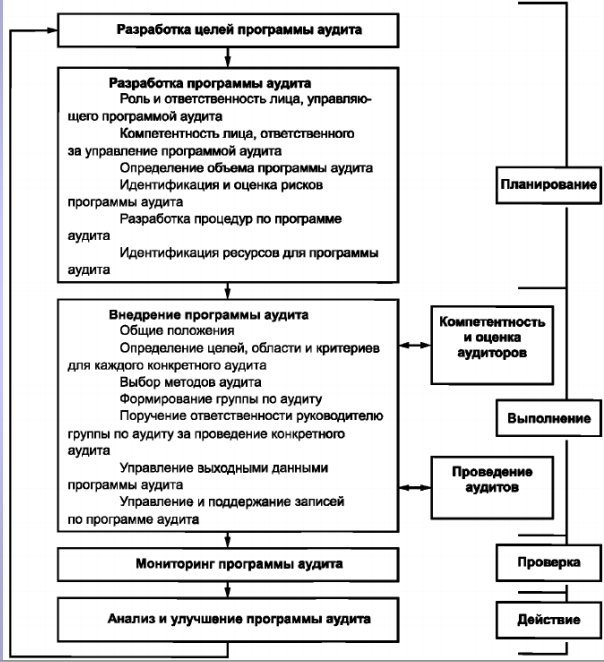 Разработка целей программы аудита
Разработка программы аудита
Роль и ответственность лица, управляю-
щего программой аудита
Компетентность лица, ответственного
за управление программой аудита
Определение объема программы аудита
Идентификация и оценка рисков
программы аудита
Разработка процедур по программе
аудита
Идентификация ресурсов для программы
аудита
Планирование
Внедрение программы аудита
Общие положения
Определение целей, области и критериев
для каждого конкретного аудита
Выбор методов аудита
Формирование группы по аудиту
Поручение ответственности руководителю
группы по аудиту за проведение конкретного
аудита
Управление выходными данными
программы аудита
Управление и поддержание записей
по программе аудита
Компетентность
и оценка
аудиторов
Проведение
аудитов
Выполнение
Мониторинг программы аудита
Проверка
Анализ и улучшение программы аудита
Действие